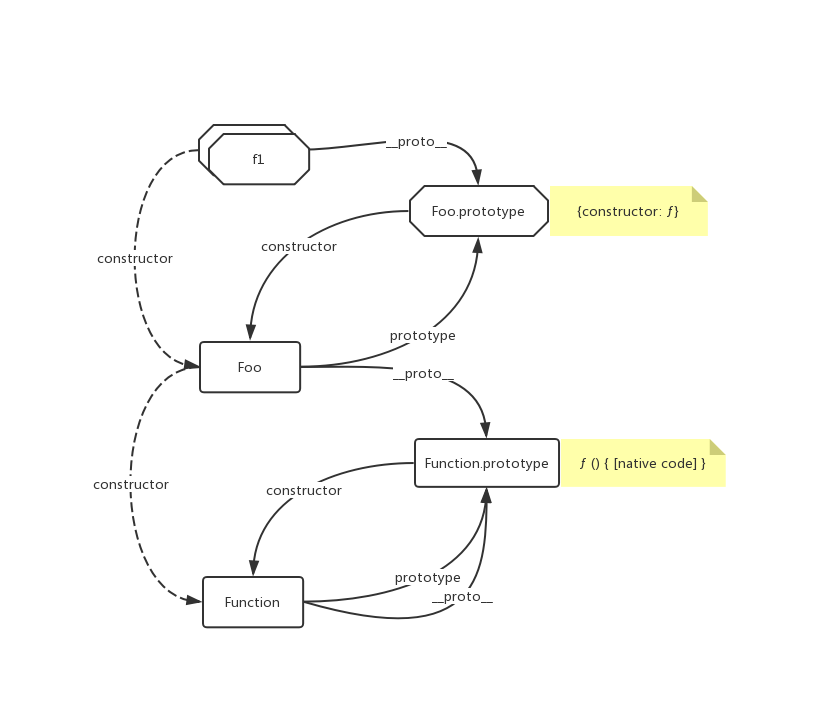 f1
__proto__
Foo.prototype
{constructor: ƒ}
constructor
constructor
prototype
Foo
__proto__
Function.prototype
ƒ () { [native code] }
constructor
constructor
prototype
__proto__
Function